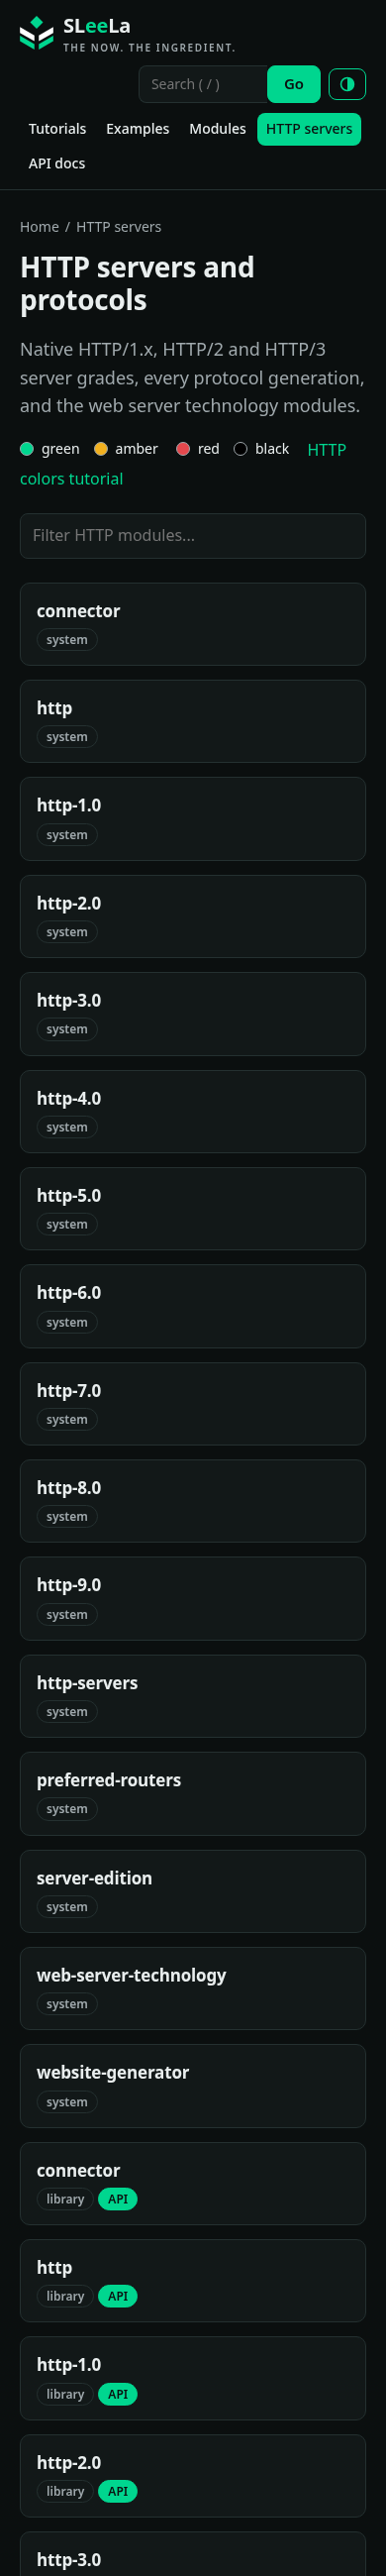 SLeeLa
THE NOW. THE INGREDIENT.
Search ( / )
Go
Tutorials Examples Modules HTTP servers
API docs
Home / HTTP servers
HTTP servers and
protocols
Native HTTP/1.x, HTTP/2 and HTTP/3
server grades, every protocol generation,
and the web server technology modules.
green amber red black HTTP
colors tutorial
Filter HTTP modules...
connector
system
http
system
http-1.0
system
http-2.0
system
http-3.0
system
http-4.0
system
http-5.0
system
http-6.0
system
http-7.0
system
http-8.0
system
http-9.0
system
http-servers
system
preferred-routers
system
server-edition
system
web-server-technology
system
website-generator
system
connector
library API
http
library API
http-1.0
library API
http-2.0
library API
http-3.0